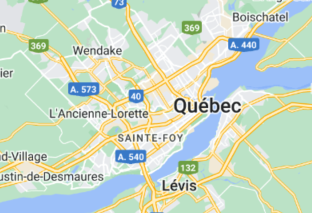 73
Boischatel
369
369
Wendake
A. 440
A. 573
40
Québec
L'Ancienne-Lorette
SAINTE-FOY
nd-Village
A. 540
132
ustin-de-Desmaures
Lévis